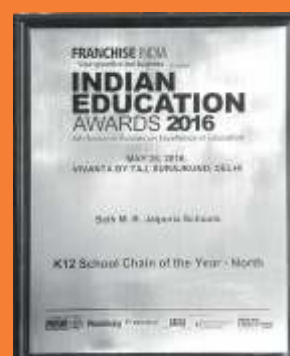 FRANCHISE INDIA
INDIAN
EDUCATION
AWARDS 2016
MAY 28, 2016
VIVANTA BY TAJ, SURAJKUND, DELHI
Seth M. R. Jaipuria Schools
K12 School Chain of the Year - North